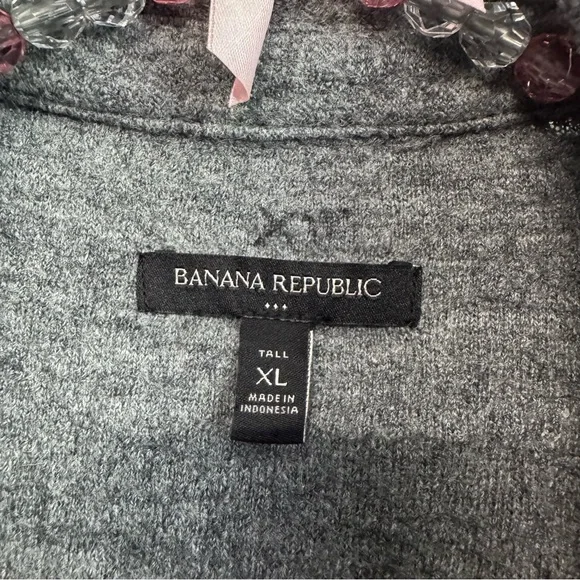 BANANA REPUBLIC
TALL
XL
MADE IN
INDONESIA